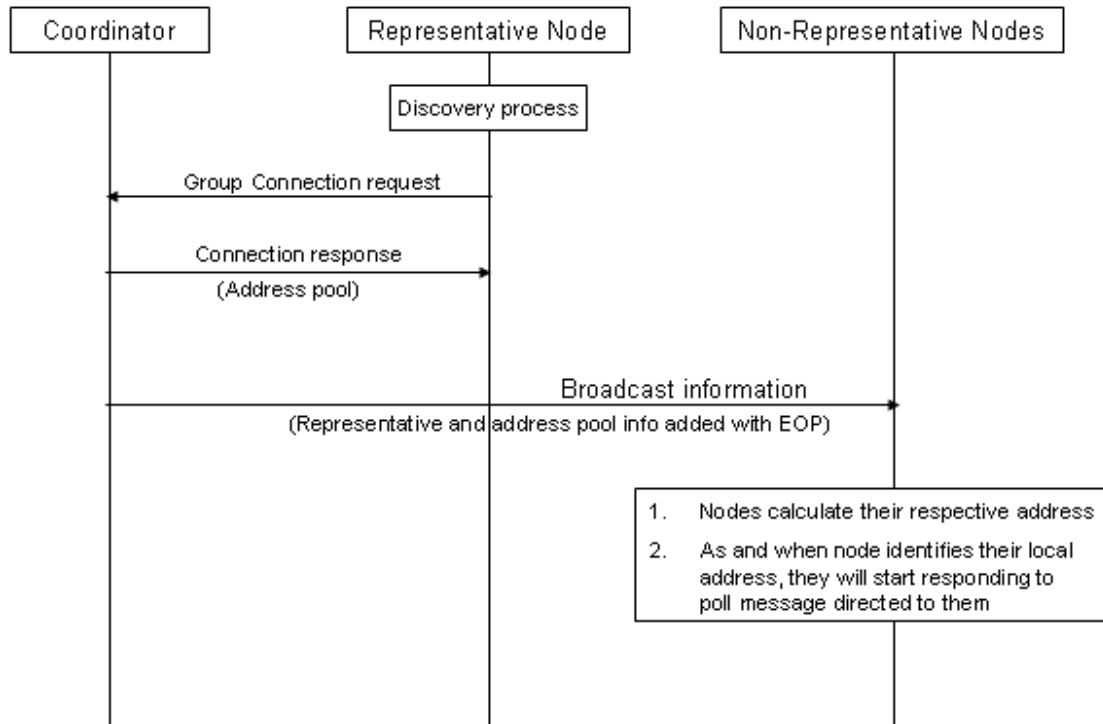 Coordinator
Representative Node
Non-Representative Nodes
Discovery process
Group Connection request
Connection response
(Address pool)
Broadcast information
(Representative and address pool info added with EOP)
1. Nodes calculate their respective address
2. As and when node identifies their local
address, they will start responding to
poll message directed to them